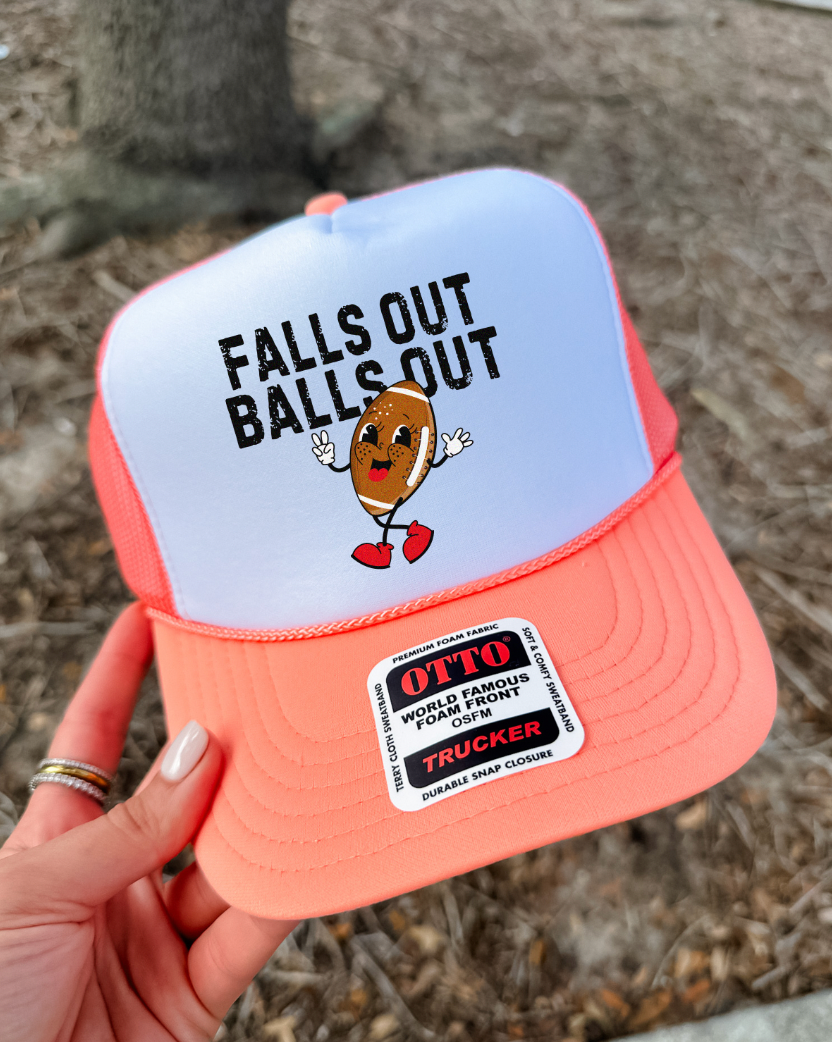 FALLS OUT
BALLS OUT
PREMIUM FOAM FABRIC
OTTO®
WORLD FAMOUS
FOAM FRONT
OSFM
TRUCKER
DURABLE SNAP CLOSURE
TERRY CLOTH SWEATBAND
SOFT & COMFY SWEATBAND